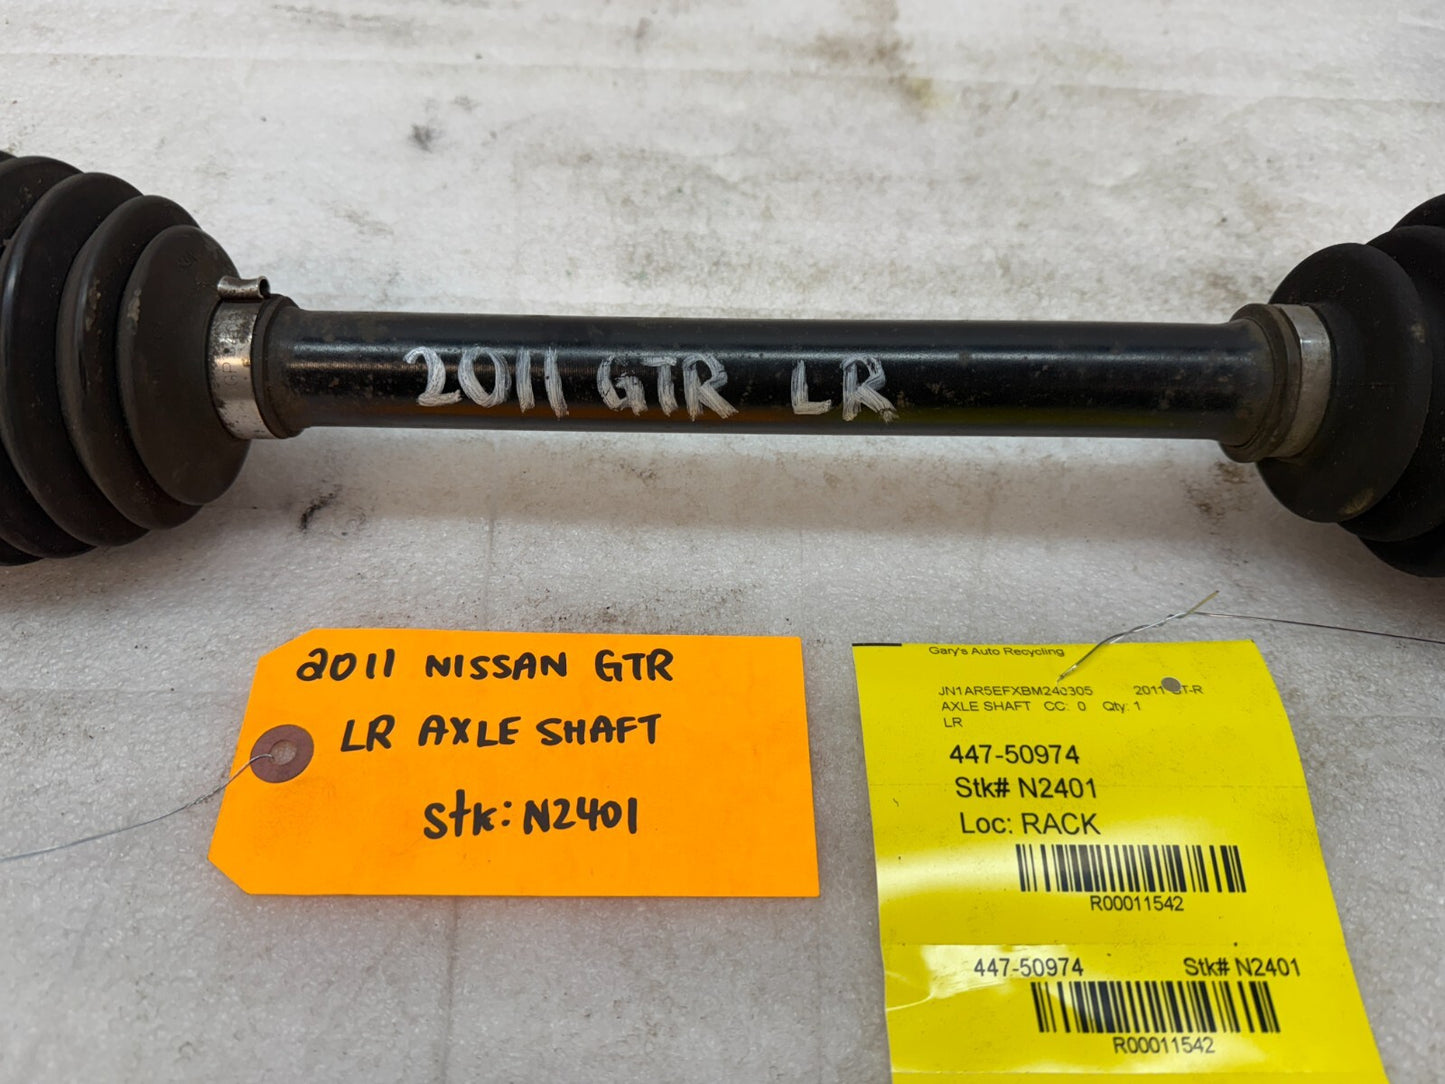 2011 GTR LR
2011 NISSAN GTR
LR AXLE SHAFT
Stk: N2401
Gary's Auto Recycling
JN1AR5EFXBM240305 2011
AXLE SHAFT CC: 0 Qty: 1
LR
447-50974
Stk# N2401
Loc: RACK
R00011542
447-50974 Stk# N2401
R00011542